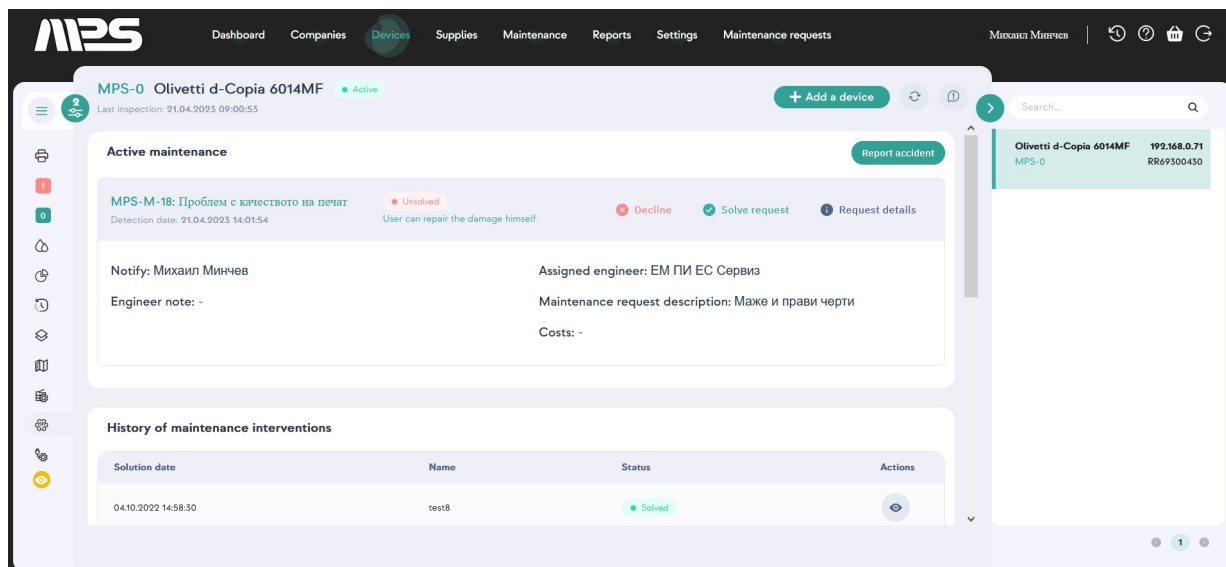 MPS
Dashboard Companies Devices Supplies Maintenance Reports Settings Maintenance requests Михаил Минчев
MPS-0 Olivetti d-Copia 6014MF Active
Last inspection: 21.04.2023 09:00:53
+ Add a device
2
Search...
Olivetti d-Copia 6014MF 192.168.0.71
MPS-0 RR69300430
Active maintenance Report accident
1
0
MPS-M-18: Проблем с качеството на печат Unsolved
Detection date: 21.04.2023 14:01:54 User can repair the damage himself
Decline Solve request Request details
Notify: Михаил Минчев Assigned engineer: ЕМ ПИ ЕС Сервиз
Engineer note: - Maintenance request description: Маже и прави черти
Costs: -
History of maintenance interventions
Solution date Name Status Actions
04.10.2022 14:58:30 test8 Solved
1